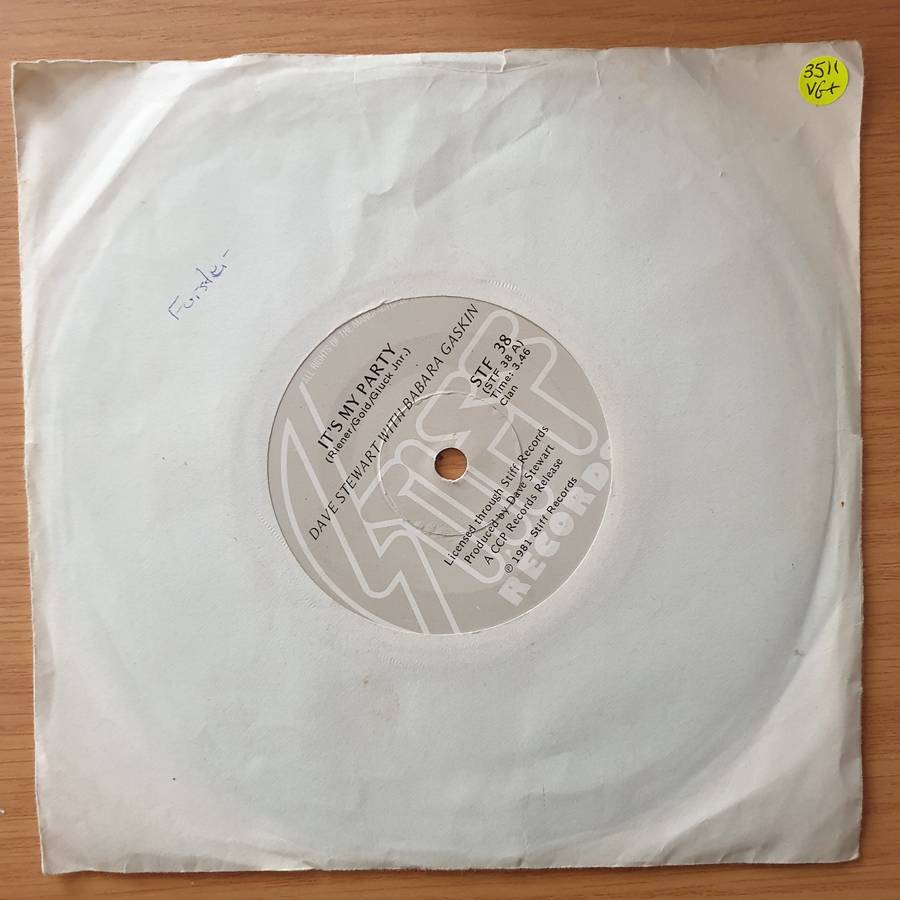 3511
VG+
ALL RIGHTS OF THE
IT'S MY PARTY
(Riener/Gold/Gluck Jnr.)
DAVE STEWART WITH BABARA GASKIN
STF 38
(STF 38 A)
Time: 3.46
Clan
Licensed through Stiff Records
Produced by Dave Stewart
A CCP Records Release
℗ 1981 Stiff Records
STIFF
RECORDS